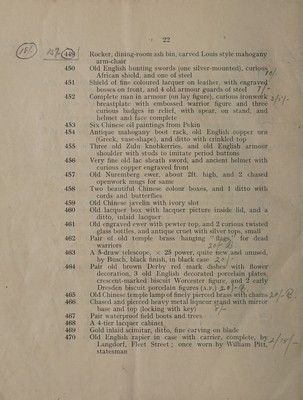 22
449 Rocker, dining-room ash bin, carved Louis style mahogany
arm-chair
450 Old English hunting swords (one silver-mounted), curious
African shield, and one of steel
451 Shield of fine coloured lacquer on leather, with engraved
bosses on front, and 4 old armour guards of steel 7/-
452 Complete man in armour (on lay figure), curious ironwork
breastplate with embossed warrior figure and three
curious badges in relief, with spear, on stand, and
helmet and face complete
453 Six Chinese oil paintings from Pekin
454 Antique mahogany boot rack, old English copper urn
(Greek, vase-shape), and ditto with crinkled top
455 Three old Zulu knobkerries, and old English armour
shoulder with studs to imitate period buttons
456 Very fine old lac sheath sword, and ancient helmet with
curious copper engraved front
457 Old Nuremberg ewer, about 20. high, and 2 chased
openwork mugs for same
458 Two beautiful Chinese colour boxes, and 1 ditto with
cords and butterflies
459 Old Chinese javelin with ivory slot
460 Old lacquer box with lacquer picture inside lid, and a
ditto, inlaid lacquer
461 Old engraved ewer with pewter top, and 2 curious twisted
glass bottles, and antique cruet with silver tops, small
462 Pair of old temple brass hanging "flags," for dead
warriors
463 A 5-draw telescope, × 25 power, quite new and unused,
by Busch, black finish, in black case
464 Pair old brown Derby red mark dishes with flower
decoration, 3 old English decorated porcelain plates,
crescent-marked biscuit Worcester figure, and 2 early
Dresden biscuit porcelain figures (a.f.)
465 Old Chinese temple lamp of finely pierced brass with chains
466 Chased and pierced heavy metal liqueur stand with mirror
base and top (locking with key)
467 Pair waterproof field boots and trees
468 A 4-tier lacquer cabinet
469 Gold inlaid scimitar, ditto, fine carving on blade
470 Old English rapier in case with carrier, complete, by
Langdorf, Fleet Street; once worn by William Pitt,
statesman